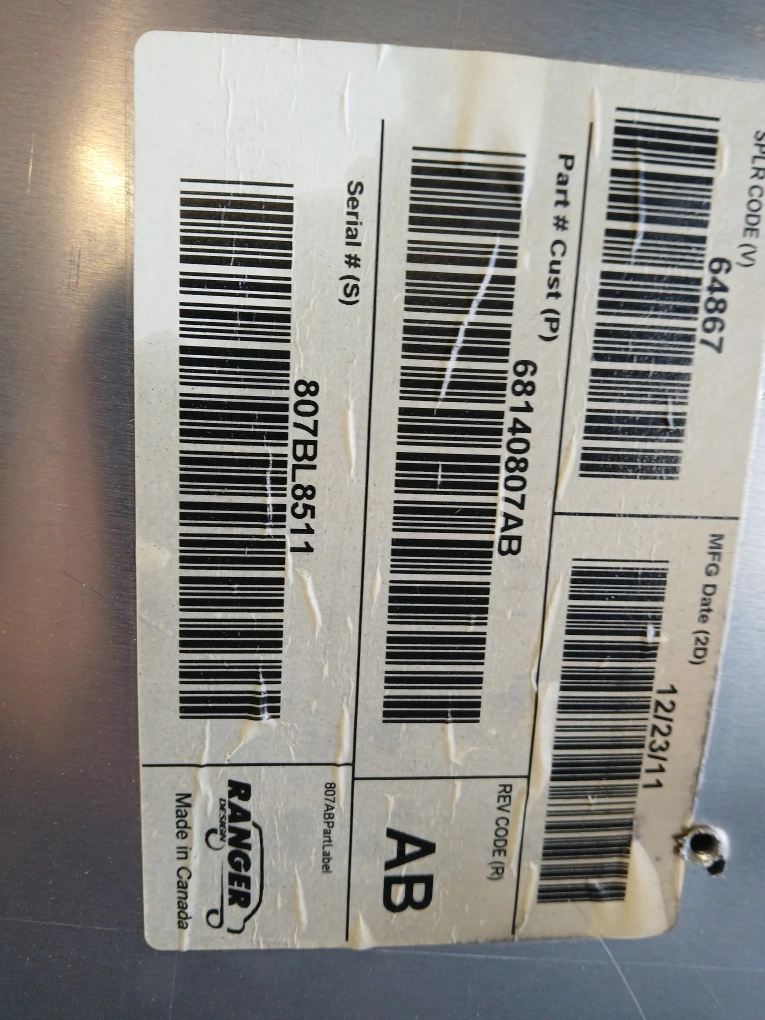 SPLR CODE (V)
64867
MFG Date (2D)
12/23/11
Part # Cust (P)
68140807AB
REV CODE (R)
AB
Serial # (S)
807BL8511
807ABPartLabel
RANGER
DESIGN
Made in Canada